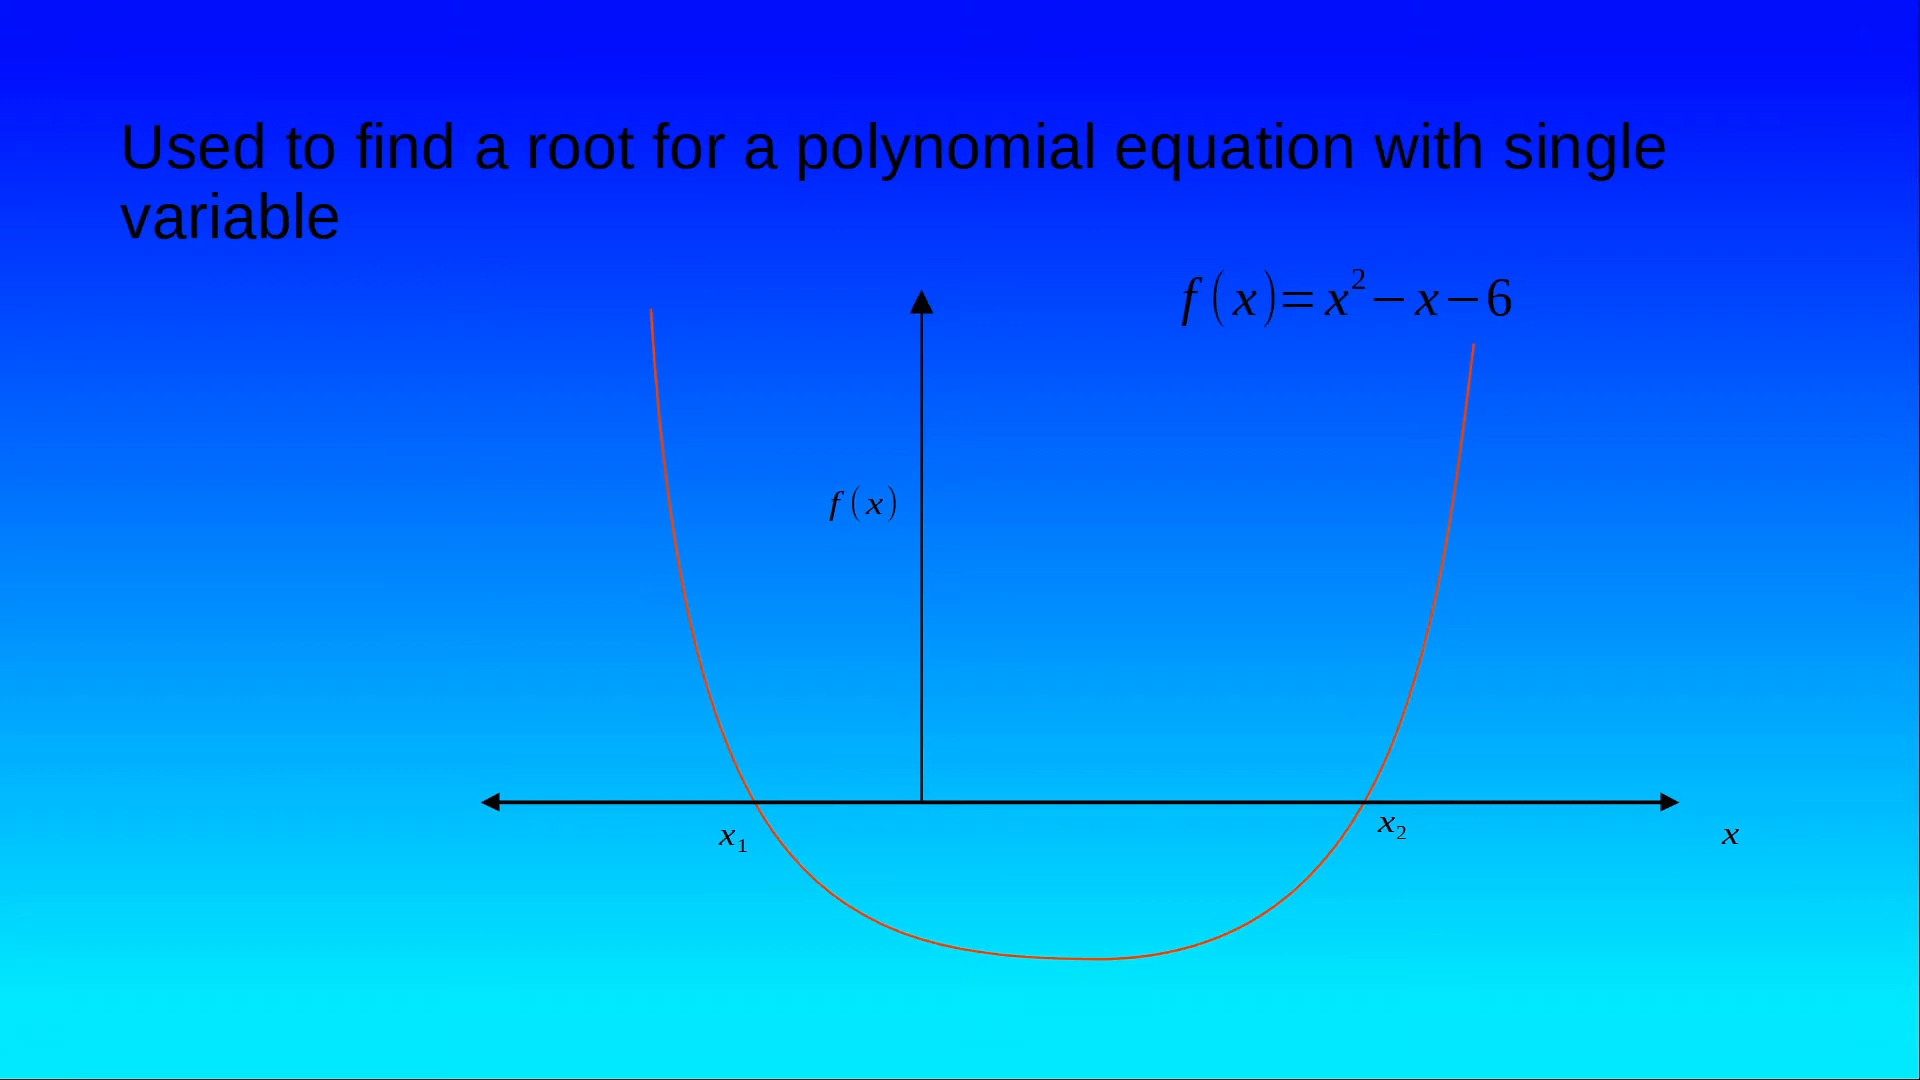 Used to find a root for a polynomial equation with single
variable
f(x)=x²−x−6
f(x)
x₁
x₂
x